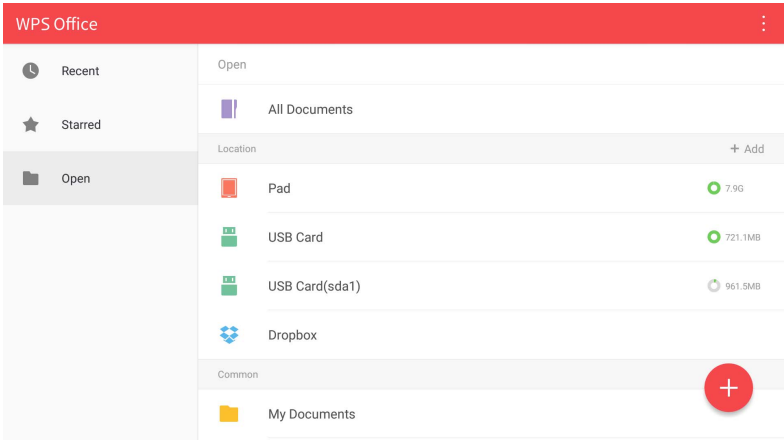 WPS Office
Recent
Starred
Open
Open
All Documents
Location
+ Add
Pad
7.9G
USB Card
721.1MB
USB Card(sda1)
961.5MB
Dropbox
Common
My Documents